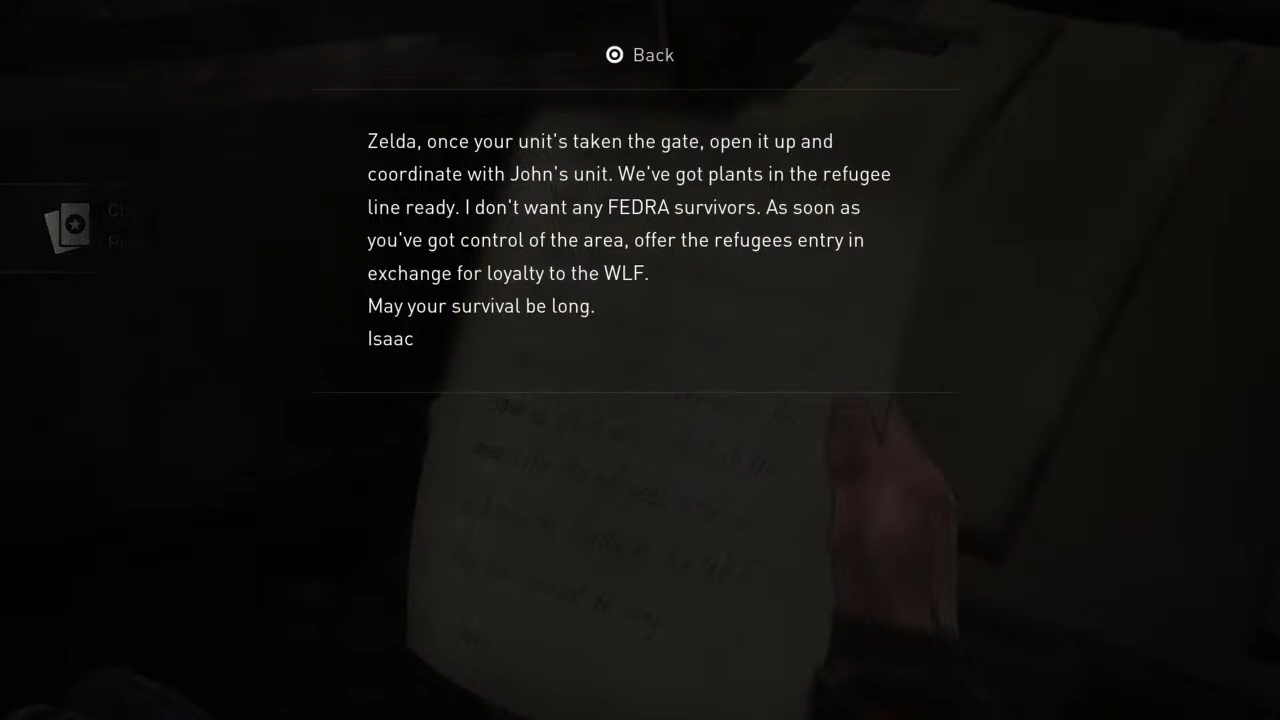 Back
Zelda, once your unit's taken the gate, open it up and
coordinate with John's unit. We've got plants in the refugee
line ready. I don't want any FEDRA survivors. As soon as
you've got control of the area, offer the refugees entry in
exchange for loyalty to the WLF.
May your survival be long.
Isaac